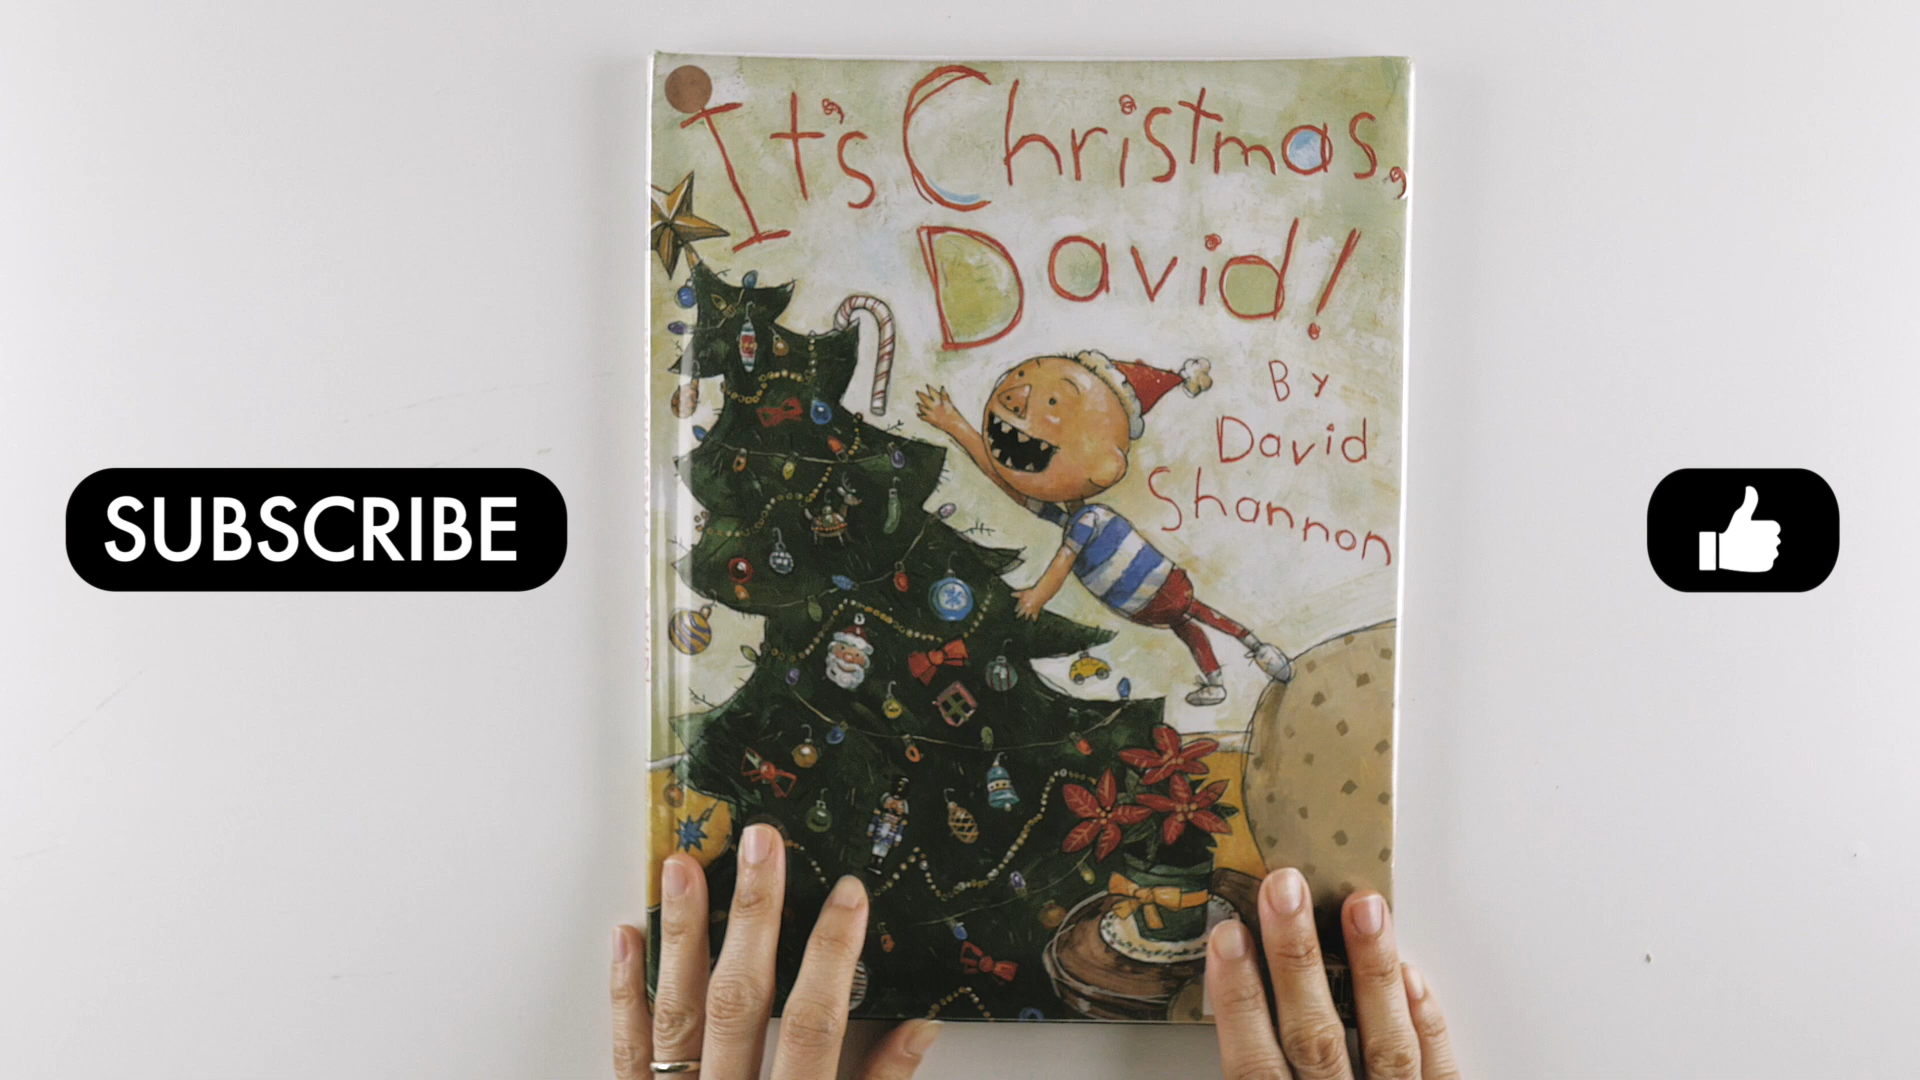 It's Christmas,
David!
By
David
Shannon
SUBSCRIBE